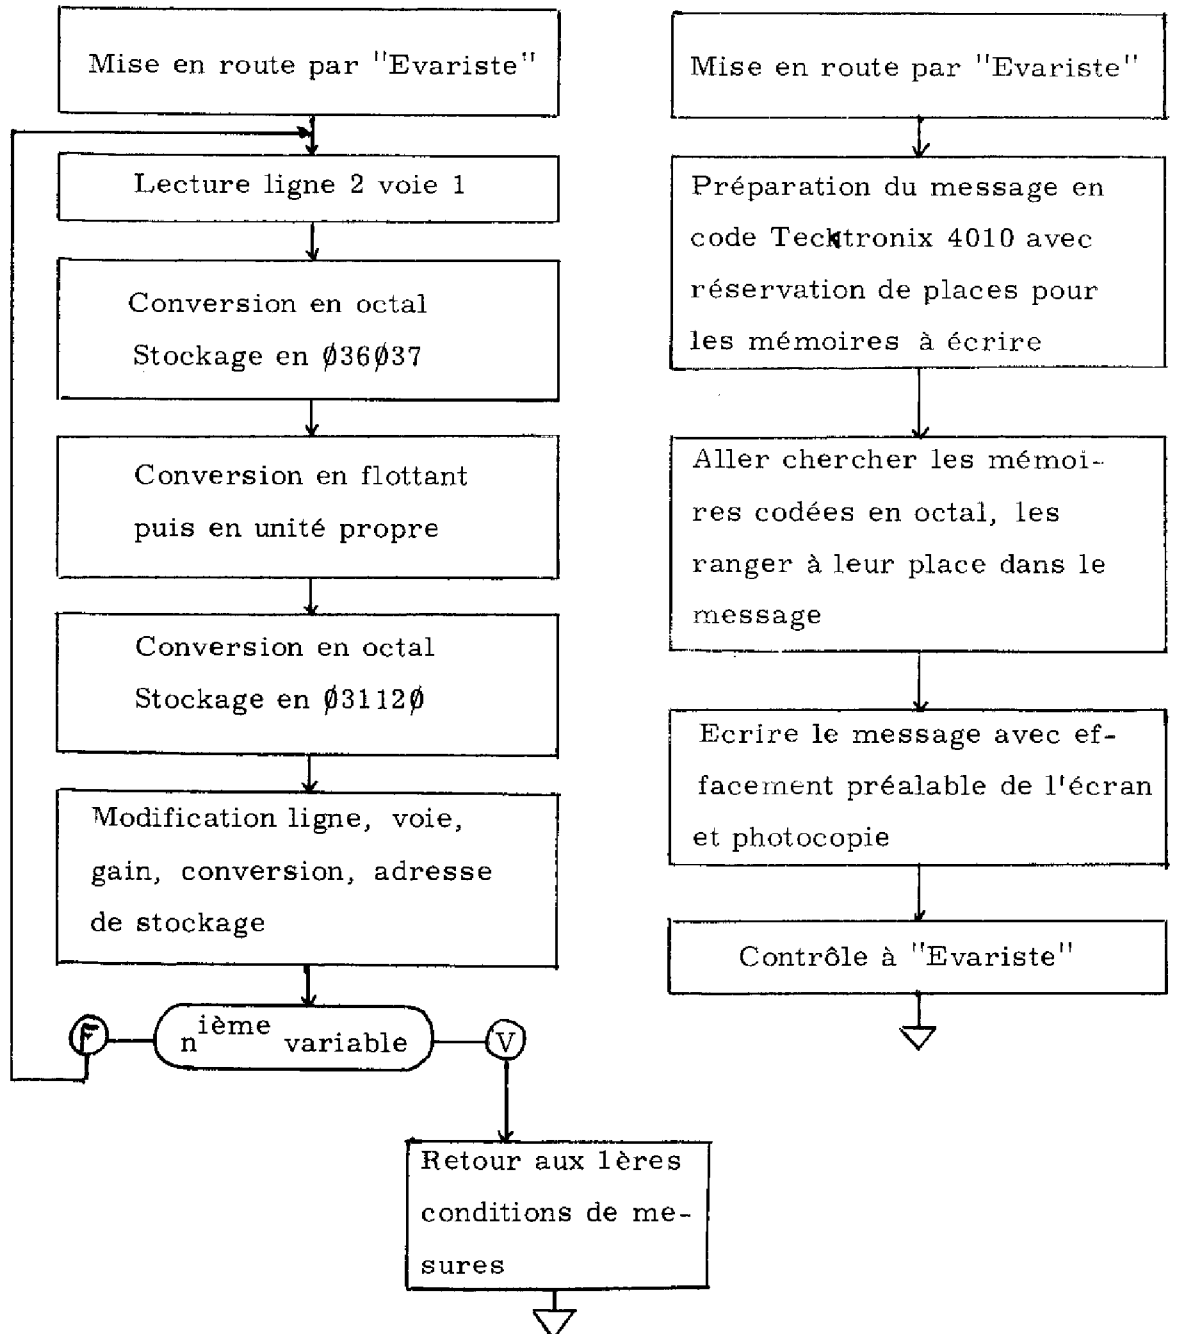 Mise en route par "Evariste"
Lecture ligne 2 voie 1
Conversion en octal
Stockage en Ø36Ø37
Conversion en flottant
puis en unité propre
Conversion en octal
Stockage en Ø3112Ø
Modification ligne, voie,
gain, conversion, adresse
de stockage
F
n ième variable
V
Retour aux 1ères
conditions de me-
sures
Mise en route par "Evariste"
Préparation du message en
code Tecktronix 4010 avec
réservation de places pour
les mémoires à écrire
Aller chercher les mémoi-
res codées en octal, les
ranger à leur place dans le
message
Ecrire le message avec ef-
facement préalable de l'écran
et photocopie
Contrôle à "Evariste"